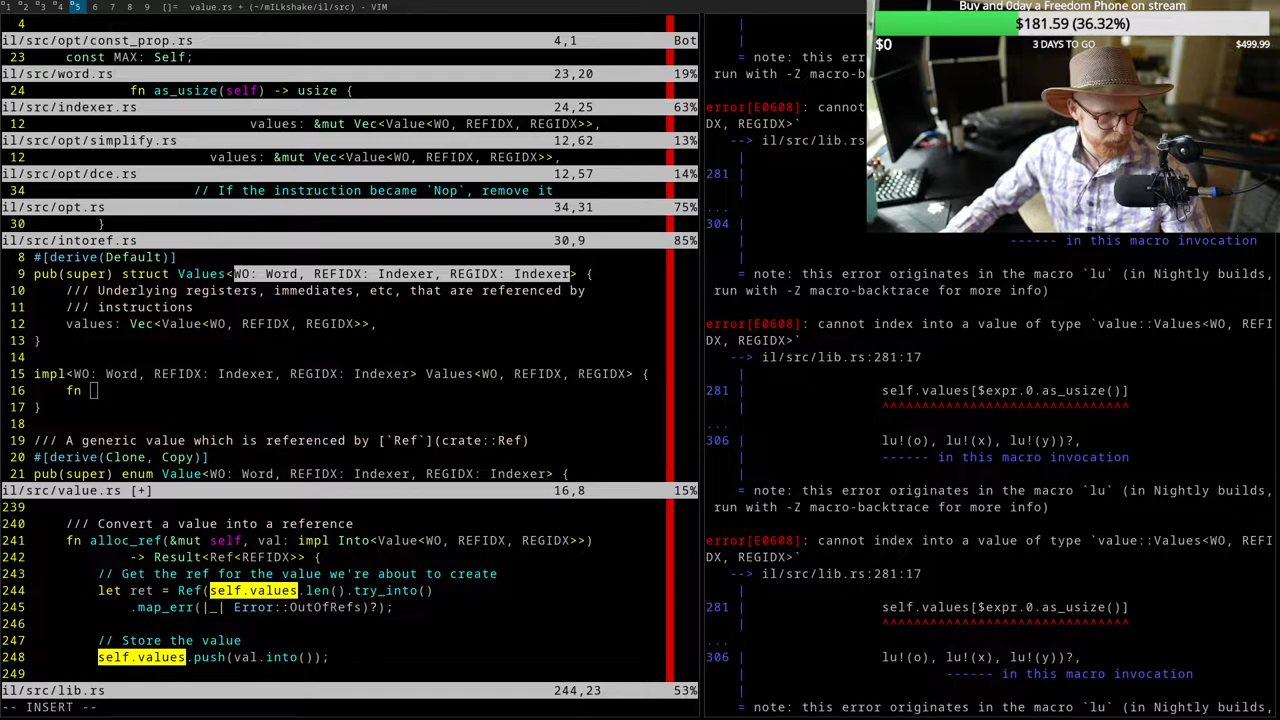 1 2 3 4 5 6 7 8 9 []= value.rs + (~/mILkshake/il/src) - VIM
4
il/src/opt/const_prop.rs 4,1 Bot
23 const MAX: Self;
il/src/word.rs 23,20 19%
24 fn as_usize(self) -> usize {
il/src/indexer.rs 24,25 63%
12 values: &mut Vec<Value<WO, REFIDX, REGIDX>>,
il/src/opt/simplify.rs 12,62 13%
12 values: &mut Vec<Value<WO, REFIDX, REGIDX>>,
il/src/opt/dce.rs 12,57 14%
34 // If the instruction became `Nop`, remove it
il/src/opt.rs 34,31 75%
30 }
il/src/intoref.rs 30,9 85%
8 #[derive(Default)]
9 pub(super) struct Values<WO: Word, REFIDX: Indexer, REGIDX: Indexer> {
10 /// Underlying registers, immediates, etc, that are referenced by
11 /// instructions
12 values: Vec<Value<WO, REFIDX, REGIDX>>,
13 }
14
15 impl<WO: Word, REFIDX: Indexer, REGIDX: Indexer> Values<WO, REFIDX, REGIDX> {
16 fn
17 }
18
19 /// A generic value which is referenced by [`Ref`](crate::Ref)
20 #[derive(Clone, Copy)]
21 pub(super) enum Value<WO: Word, REFIDX: Indexer, REGIDX: Indexer> {
il/src/value.rs [+] 16,8 15%
239
240 /// Convert a value into a reference
241 fn alloc_ref(&mut self, val: impl Into<Value<WO, REFIDX, REGIDX>>)
242 -> Result<Ref<REFIDX>> {
243 // Get the ref for the value we're about to create
244 let ret = Ref(self.values.len().try_into()
245 .map_err(|_| Error::OutOfRefs)?);
246
247 // Store the value
248 self.values.push(val.into());
249
il/src/lib.rs 244,23 53%
-- INSERT --
|
|
= note: this err
run with -Z macro-b
error[E0608]: cannot
DX, REGIDX>`
--> il/src/lib.rs
|
281 |
|
...
304 |
| ------ in this macro invocation
|
= note: this error originates in the macro `lu` (in Nightly builds,
run with -Z macro-backtrace for more info)
error[E0608]: cannot index into a value of type `value::Values<WO, REFI
DX, REGIDX>`
--> il/src/lib.rs:281:17
|
281 | self.values[$expr.0.as_usize()]
| ^^^^^^^^^^^^^^^^^^^^^^^^^^^^^^^
...
306 | lu!(o), lu!(x), lu!(y))?,
| ------ in this macro invocation
|
= note: this error originates in the macro `lu` (in Nightly builds,
run with -Z macro-backtrace for more info)
error[E0608]: cannot index into a value of type `value::Values<WO, REFI
DX, REGIDX>`
--> il/src/lib.rs:281:17
|
281 | self.values[$expr.0.as_usize()]
| ^^^^^^^^^^^^^^^^^^^^^^^^^^^^^^^
...
306 | lu!(o), lu!(x), lu!(y))?,
| ------ in this macro invocation
|
= note: this error originates in the macro `lu` (in Nightly builds,
Buy and 0day a Freedom Phone on stream
$181.59 (36.32%)
$0 3 DAYS TO GO $499.99